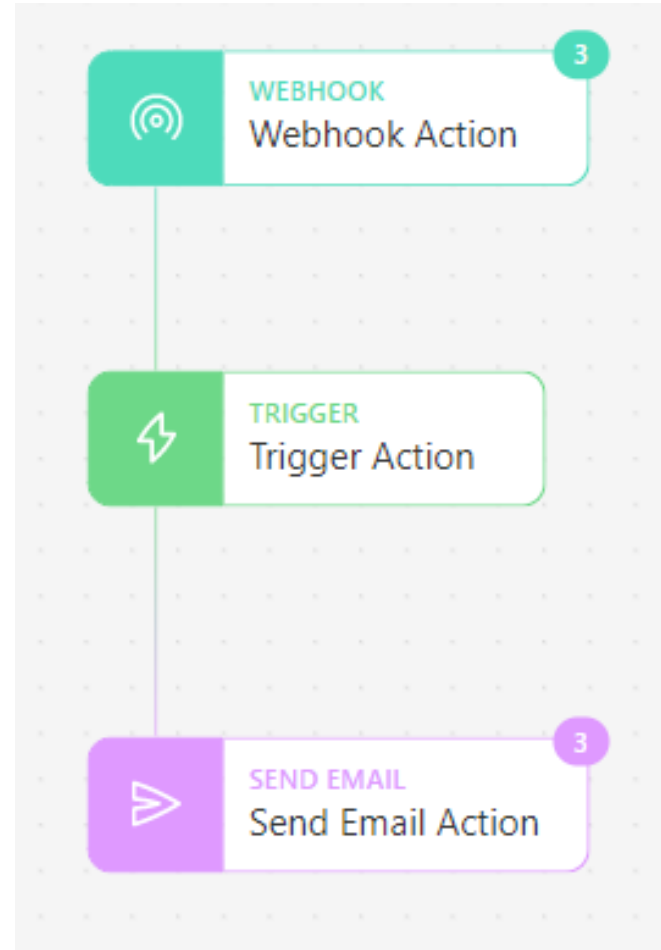 3
WEBHOOK
Webhook Action
TRIGGER
Trigger Action
3
SEND EMAIL
Send Email Action